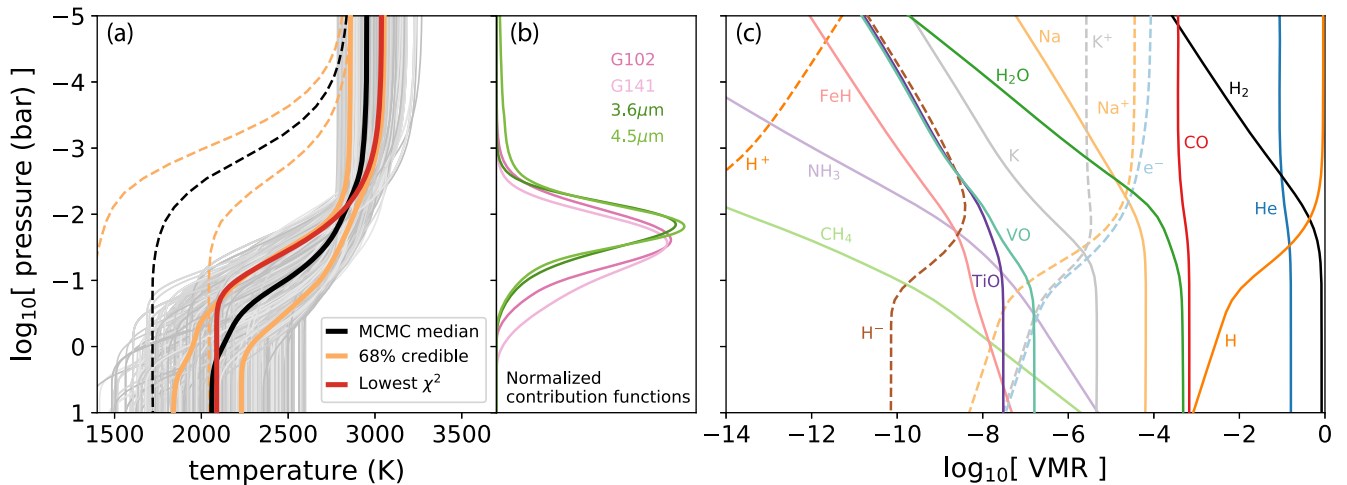 (a)
(b)
(c)
log₁₀[ pressure (bar) ]
−5
−4
−3
−2
−1
0
1
1500 2000 2500 3000 3500
temperature (K)
MCMC median
68% credible
Lowest χ²
G102
G141
3.6μm
4.5μm
Normalized
contribution functions
H⁺
FeH
NH₃
CH₄
H⁻
TiO
VO
K
H₂O
Na
K⁺
Na⁺
e⁻
CO
H₂
He
H
−14 −12 −10 −8 −6 −4 −2 0
log₁₀[ VMR ]